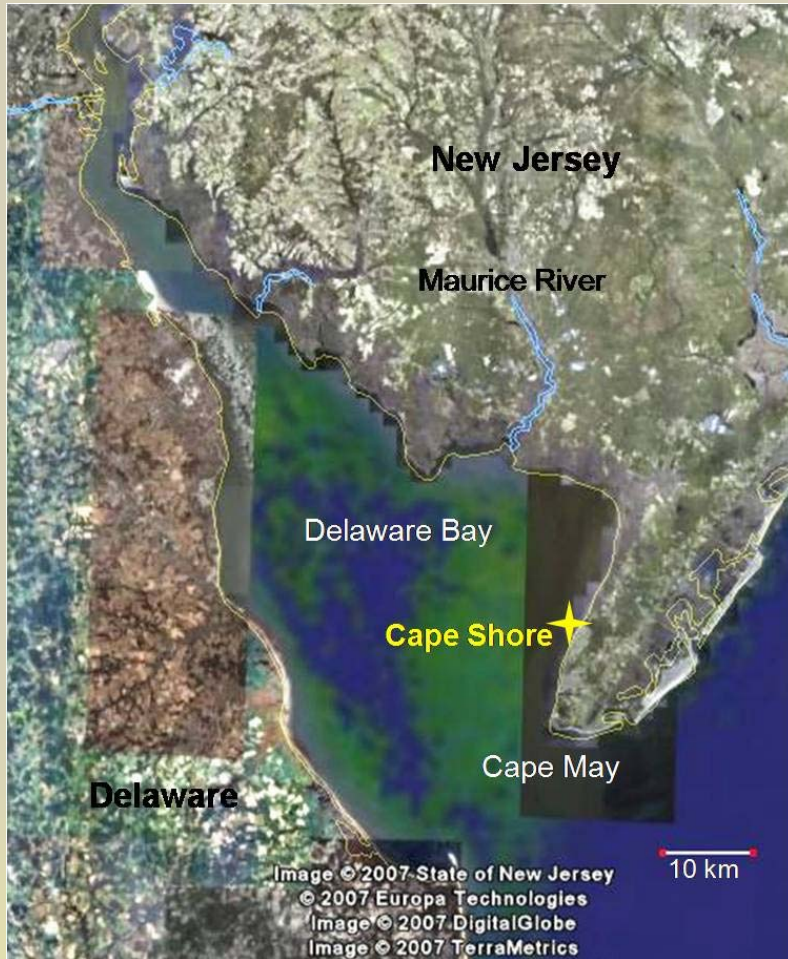 New Jersey
Maurice River
Delaware Bay
Cape Shore
Cape May
Delaware
10 km
Image © 2007 State of New Jersey
© 2007 Europa Technologies
Image © 2007 DigitalGlobe
Image © 2007 TerraMetrics